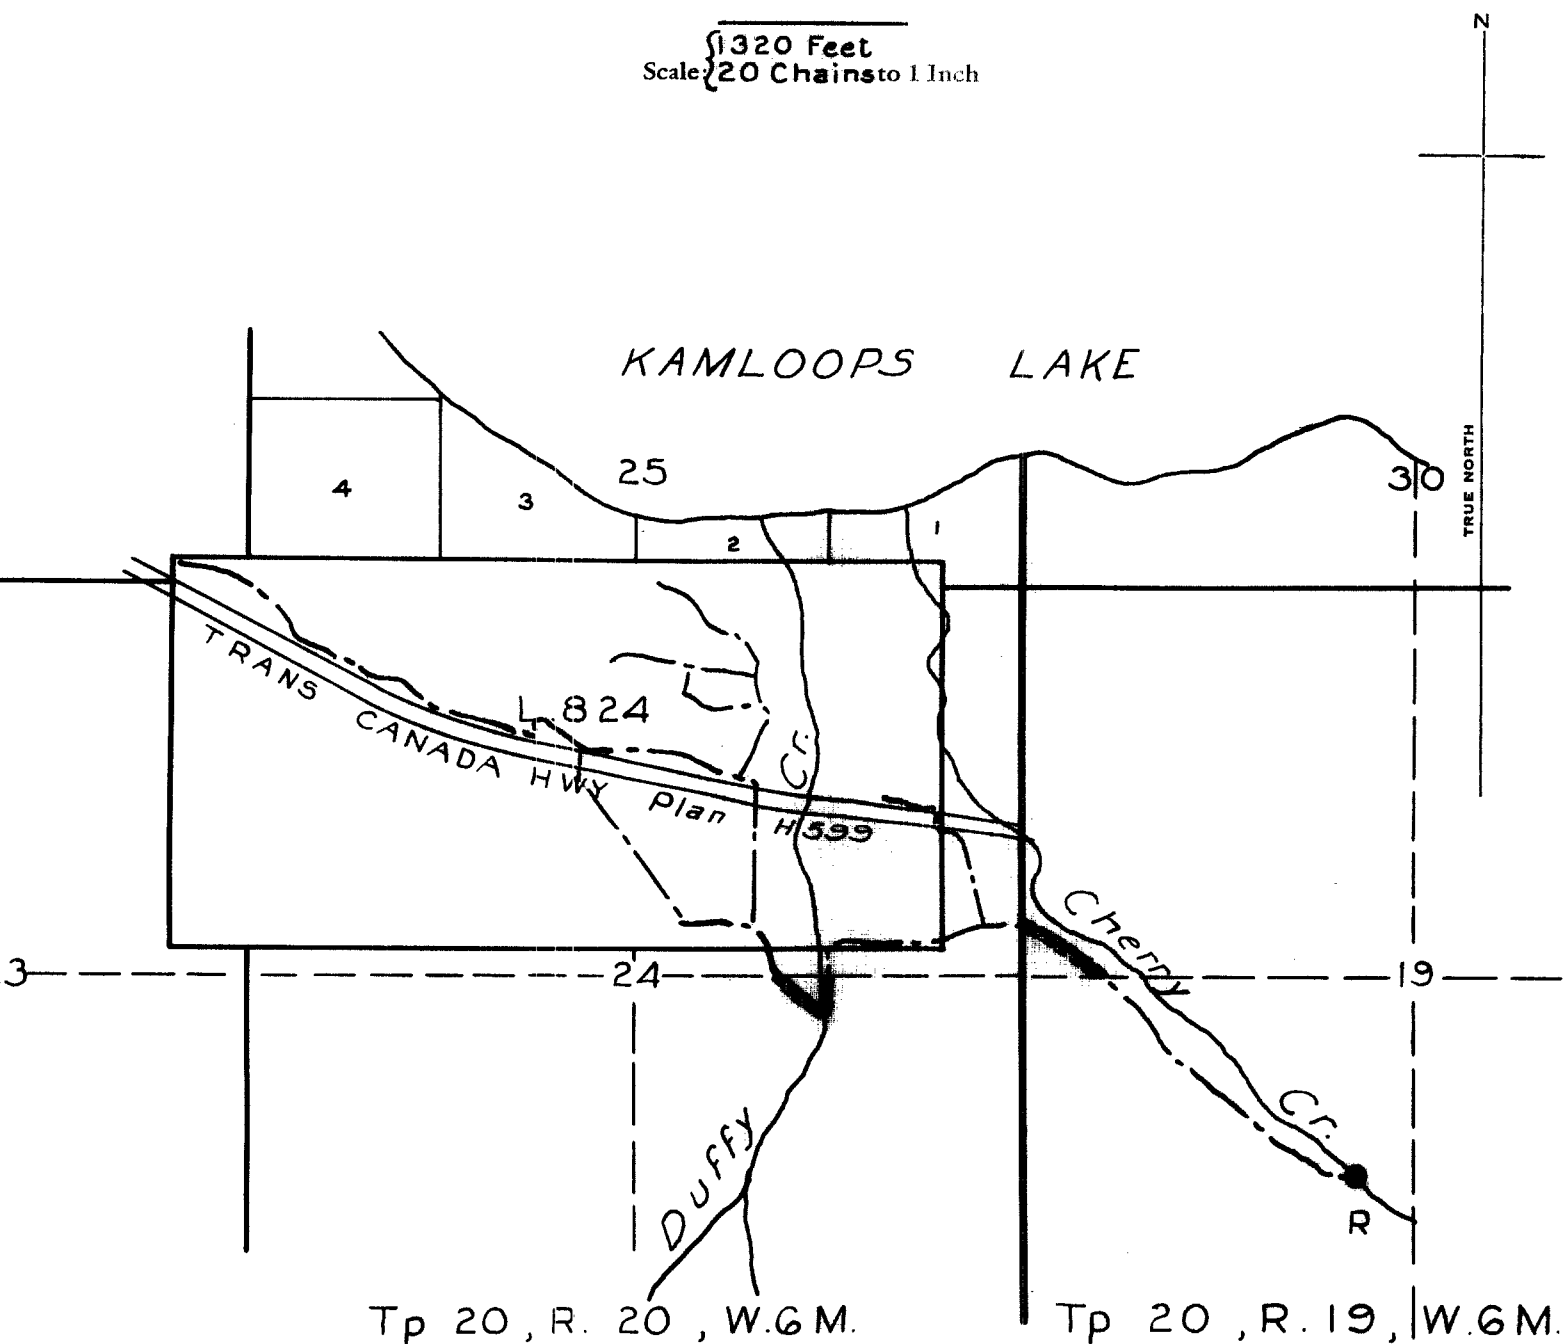 N
1320 Feet
Scale: 20 Chains to 1 Inch
KAMLOOPS LAKE
TRUE NORTH
25
30
4
3
2
1
L. 824
TRANS CANADA HWY Plan H599
Cr.
Cherry Cr.
3
24
19
Duffy
R
Tp 20, R. 20, W.6M.
Tp 20, R. 19, W.6M.